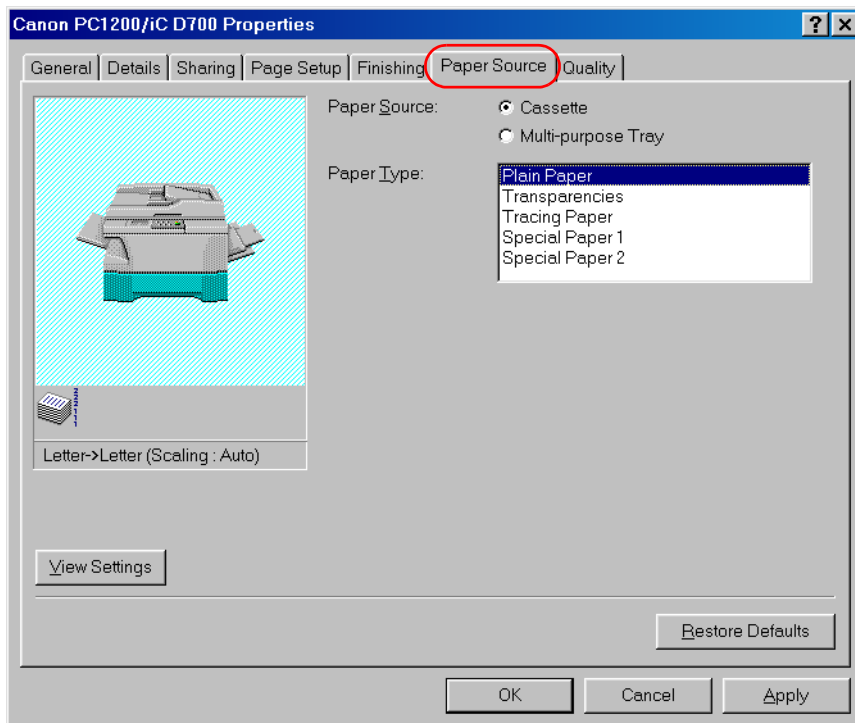 Canon PC1200/iC D700 Properties
General Details Sharing Page Setup Finishing Paper Source Quality
Paper Source:
Cassette
Multi-purpose Tray
Paper Type:
Plain Paper
Transparencies
Tracing Paper
Special Paper 1
Special Paper 2
Letter->Letter (Scaling : Auto)
View Settings
Restore Defaults
OK Cancel Apply